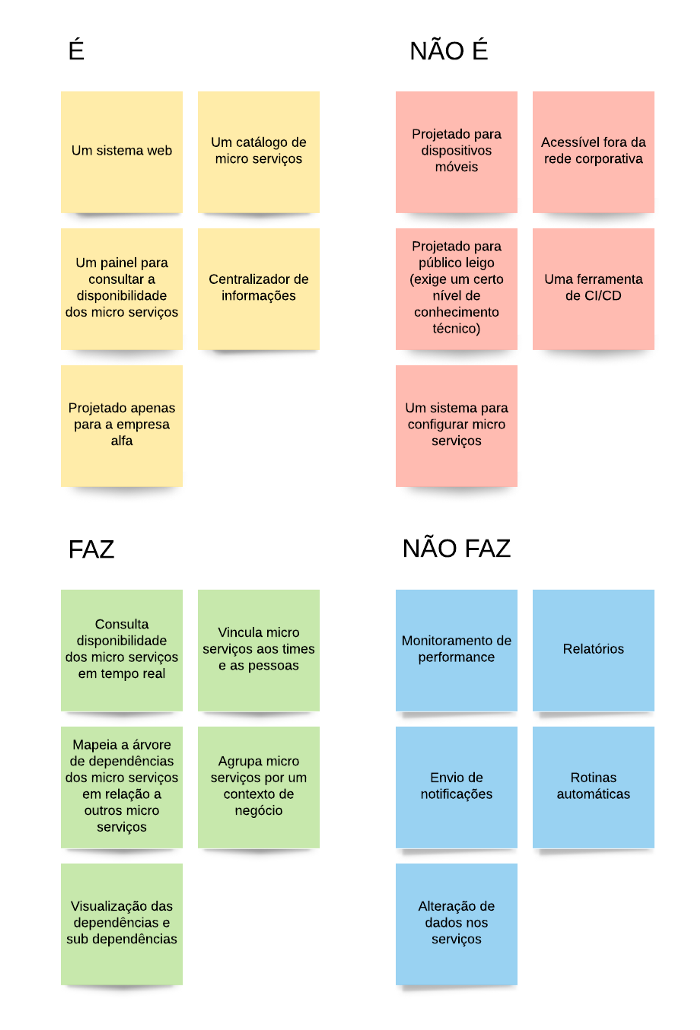 É
Um sistema web
Um catálogo de
micro serviços
Um painel para
consultar a
disponibilidade
dos micro serviços
Centralizador de
informações
Projetado apenas
para a empresa
alfa
NÃO É
Projetado para
dispositivos
móveis
Acessível fora da
rede corporativa
Projetado para
público leigo
(exige um certo
nível de
conhecimento
técnico)
Uma ferramenta
de CI/CD
Um sistema para
configurar micro
serviços
FAZ
Consulta
disponibilidade
dos micro serviços
em tempo real
Vincula micro
serviços aos times
e as pessoas
Mapeia a árvore
de dependências
dos micro serviços
em relação a
outros micro
serviços
Agrupa micro
serviços por um
contexto de
negócio
Visualização das
dependências e
sub dependências
NÃO FAZ
Monitoramento de
performance
Relatórios
Envio de
notificações
Rotinas
automáticas
Alteração de
dados nos
serviços